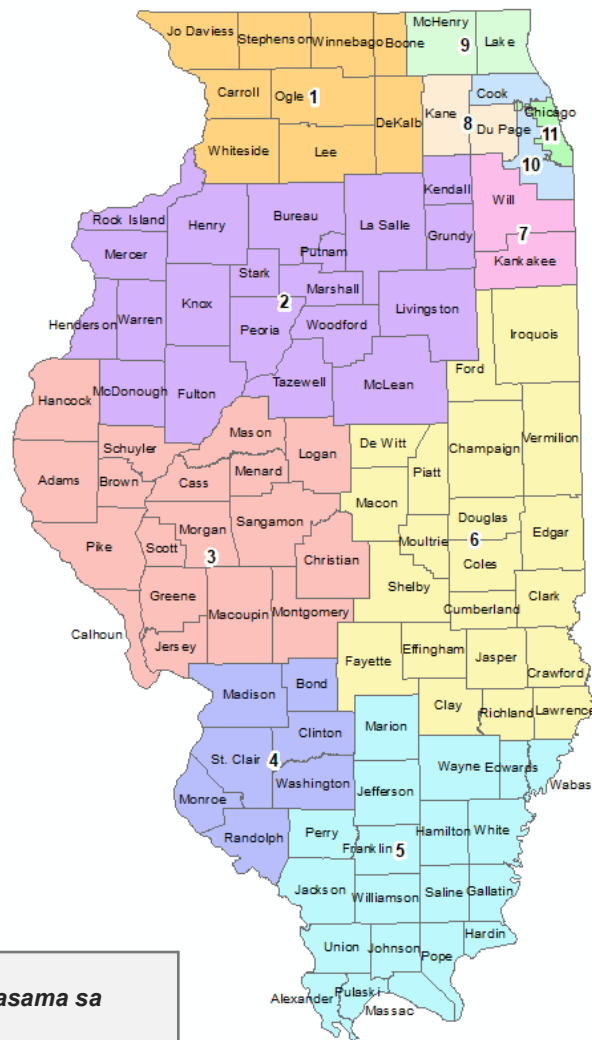 Jo Daviess Stephenson Winnebago Boone McHenry 9 Lake
Carroll Ogle 1 DeKalb Kane 8 Cook Chicago
Du Page 11
10
Whiteside Lee
Kendall Will
Rock Island Henry Bureau La Salle Grundy 7
Mercer Putnam Kankakee
Stark Marshall
Henderson Warren Knox 2 Livingston Iroquois
Peoria Woodford
Ford
Hancock McDonough Fulton Tazewell McLean
Mason
Schuyler Logan De Witt Champaign Vermilion
Adams Brown Cass Menard Piatt
Macon
Pike Scott Morgan Sangamon Douglas Edgar
3 Christian Moultrie 6
Coles
Greene Shelby Clark
Calhoun Macoupin Montgomery Cumberland
Jersey Fayette Effingham Jasper Crawford
Madison Bond
Clay Richland Lawrence
Clinton Marion
St. Clair 4 Wayne Edwards Wabas
Washington Jefferson
Monroe
Randolph Perry Franklin 5 Hamilton White
Jackson Williamson Saline Gallatin
Hardin
Union Johnson Pope
Alexander Pulaski
Massac
asama sa